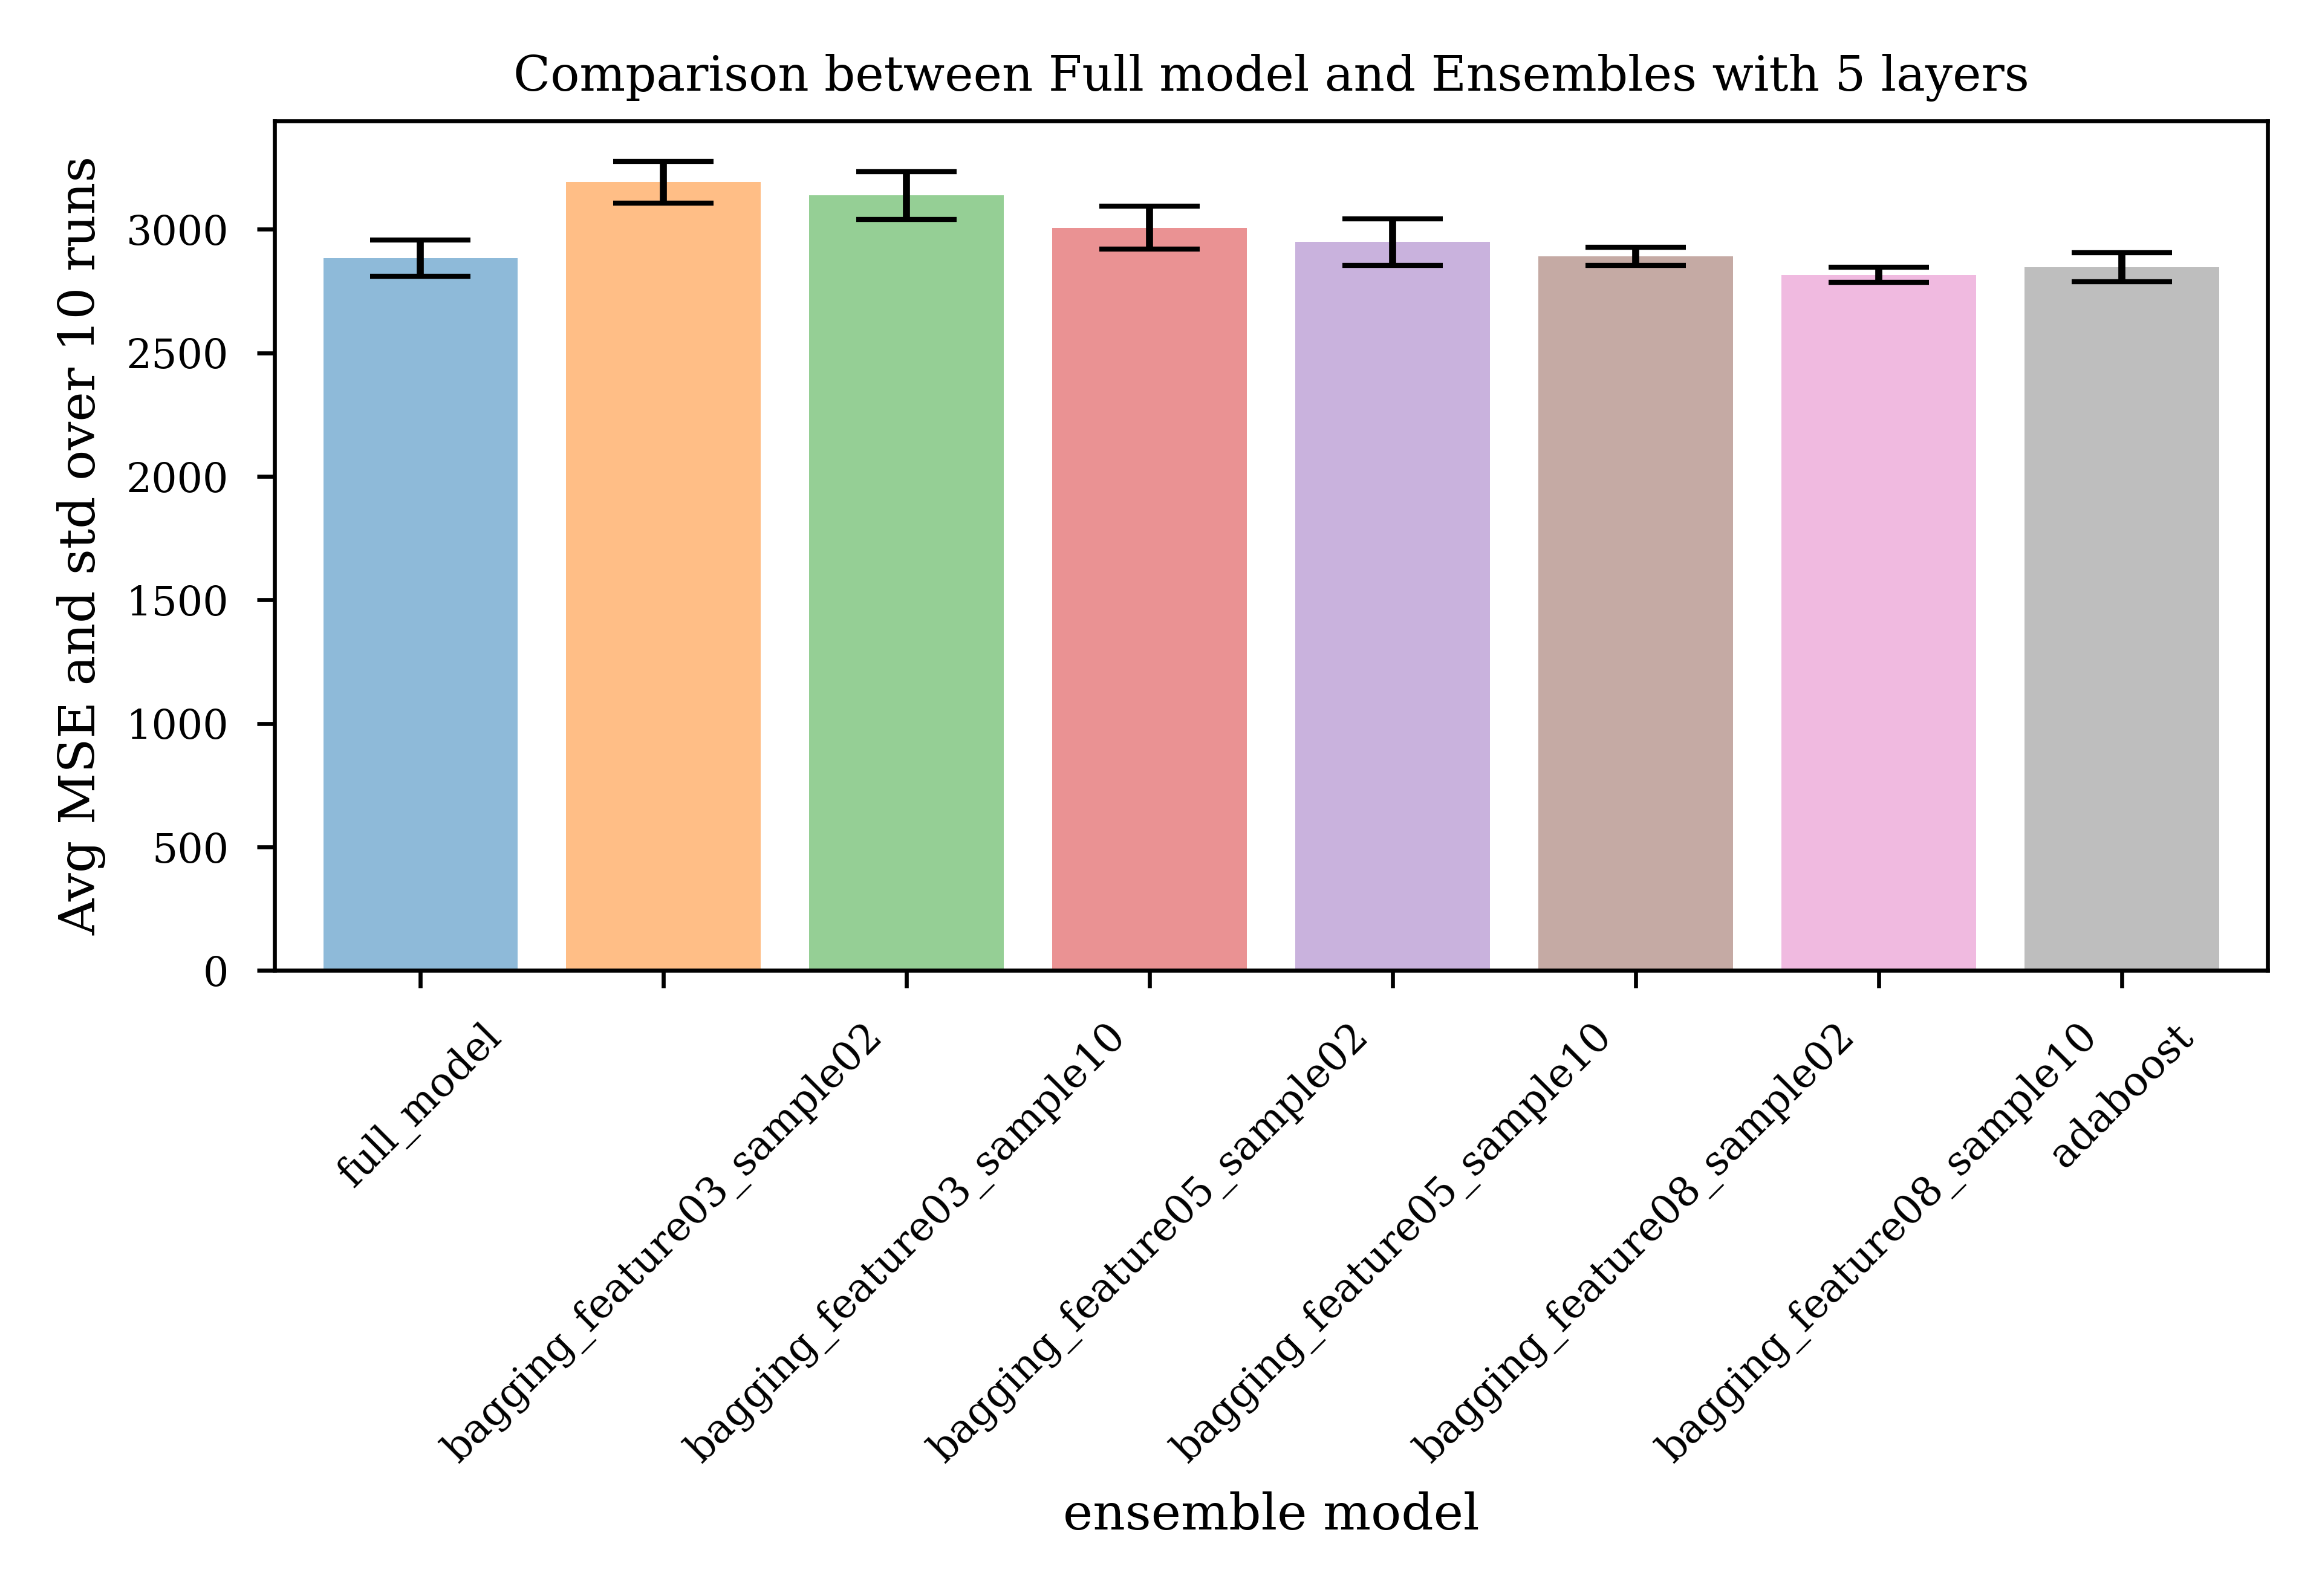 Comparison between Full model and Ensembles with 5 layers
Avg MSE and std over 10 runs
3000
2500
2000
1500
1000
500
0
full_model
bagging_feature03_sample02
bagging_feature03_sample10
bagging_feature05_sample02
bagging_feature05_sample10
bagging_feature08_sample02
bagging_feature08_sample10
adaboost
ensemble model